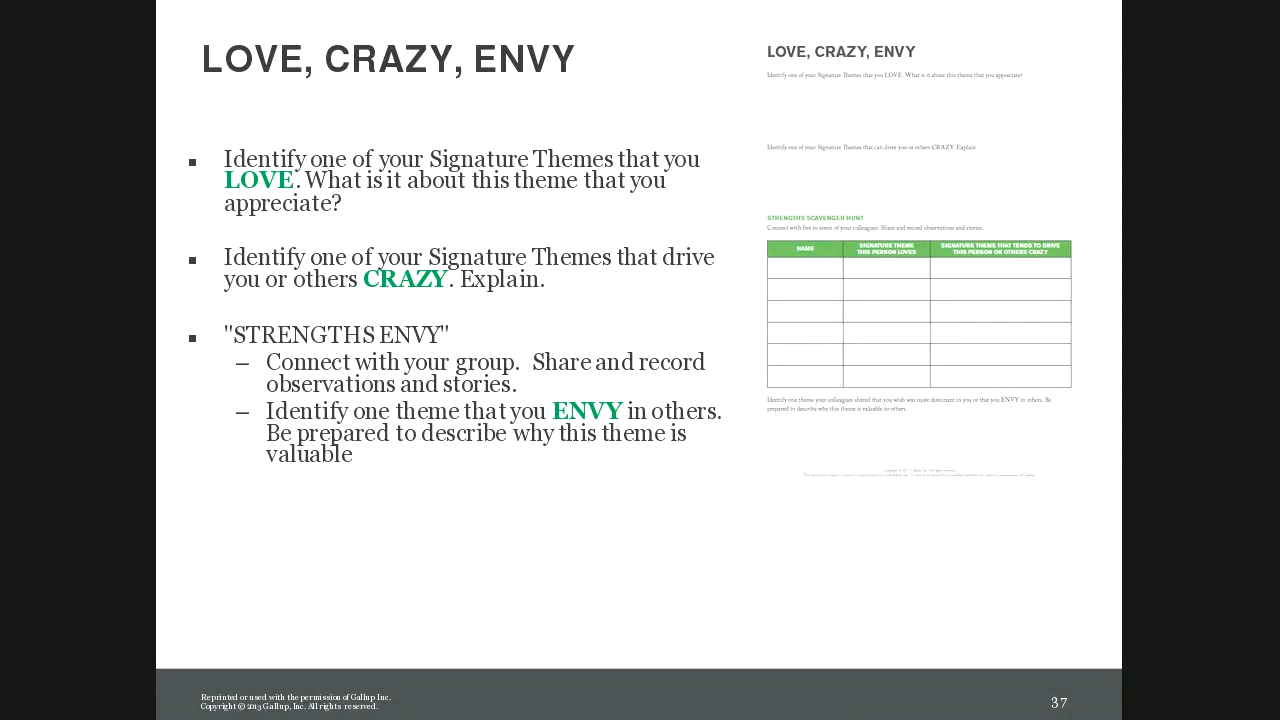 LOVE, CRAZY, ENVY
Identify one of your Signature Themes that you
LOVE. What is it about this theme that you
appreciate?
Identify one of your Signature Themes that drive
you or others CRAZY. Explain.
"STRENGTHS ENVY"
– Connect with your group. Share and record
observations and stories.
– Identify one theme that you ENVY in others.
Be prepared to describe why this theme is
valuable
LOVE, CRAZY, ENVY
Identify one of your Signature Themes that you LOVE. What is it about this theme that you appreciate?
Identify one of your Signature Themes that can drive you or others CRAZY. Explain
STRENGTHS SCAVENGER HUNT
Connect with five to seven of your colleagues. Share and record observations and stories.
NAME
SIGNATURE THEME
THIS PERSON LOVES
SIGNATURE THEME THAT TENDS TO DRIVE
THIS PERSON OR OTHERS CRAZY
Identify one theme your colleagues shared that you wish was more dominant in you or that you ENVY in others. Be
prepared to describe why this theme is valuable to others.
Reprinted or used with the permission of Gallup Inc.
Copyright © 2013 Gallup, Inc. All rights reserved.
37